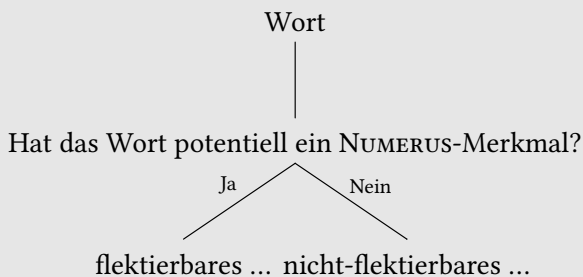 Wort
Hat das Wort potentiell ein NUMERUS-Merkmal?
Ja
Nein
flektierbares … nicht-flektierbares …